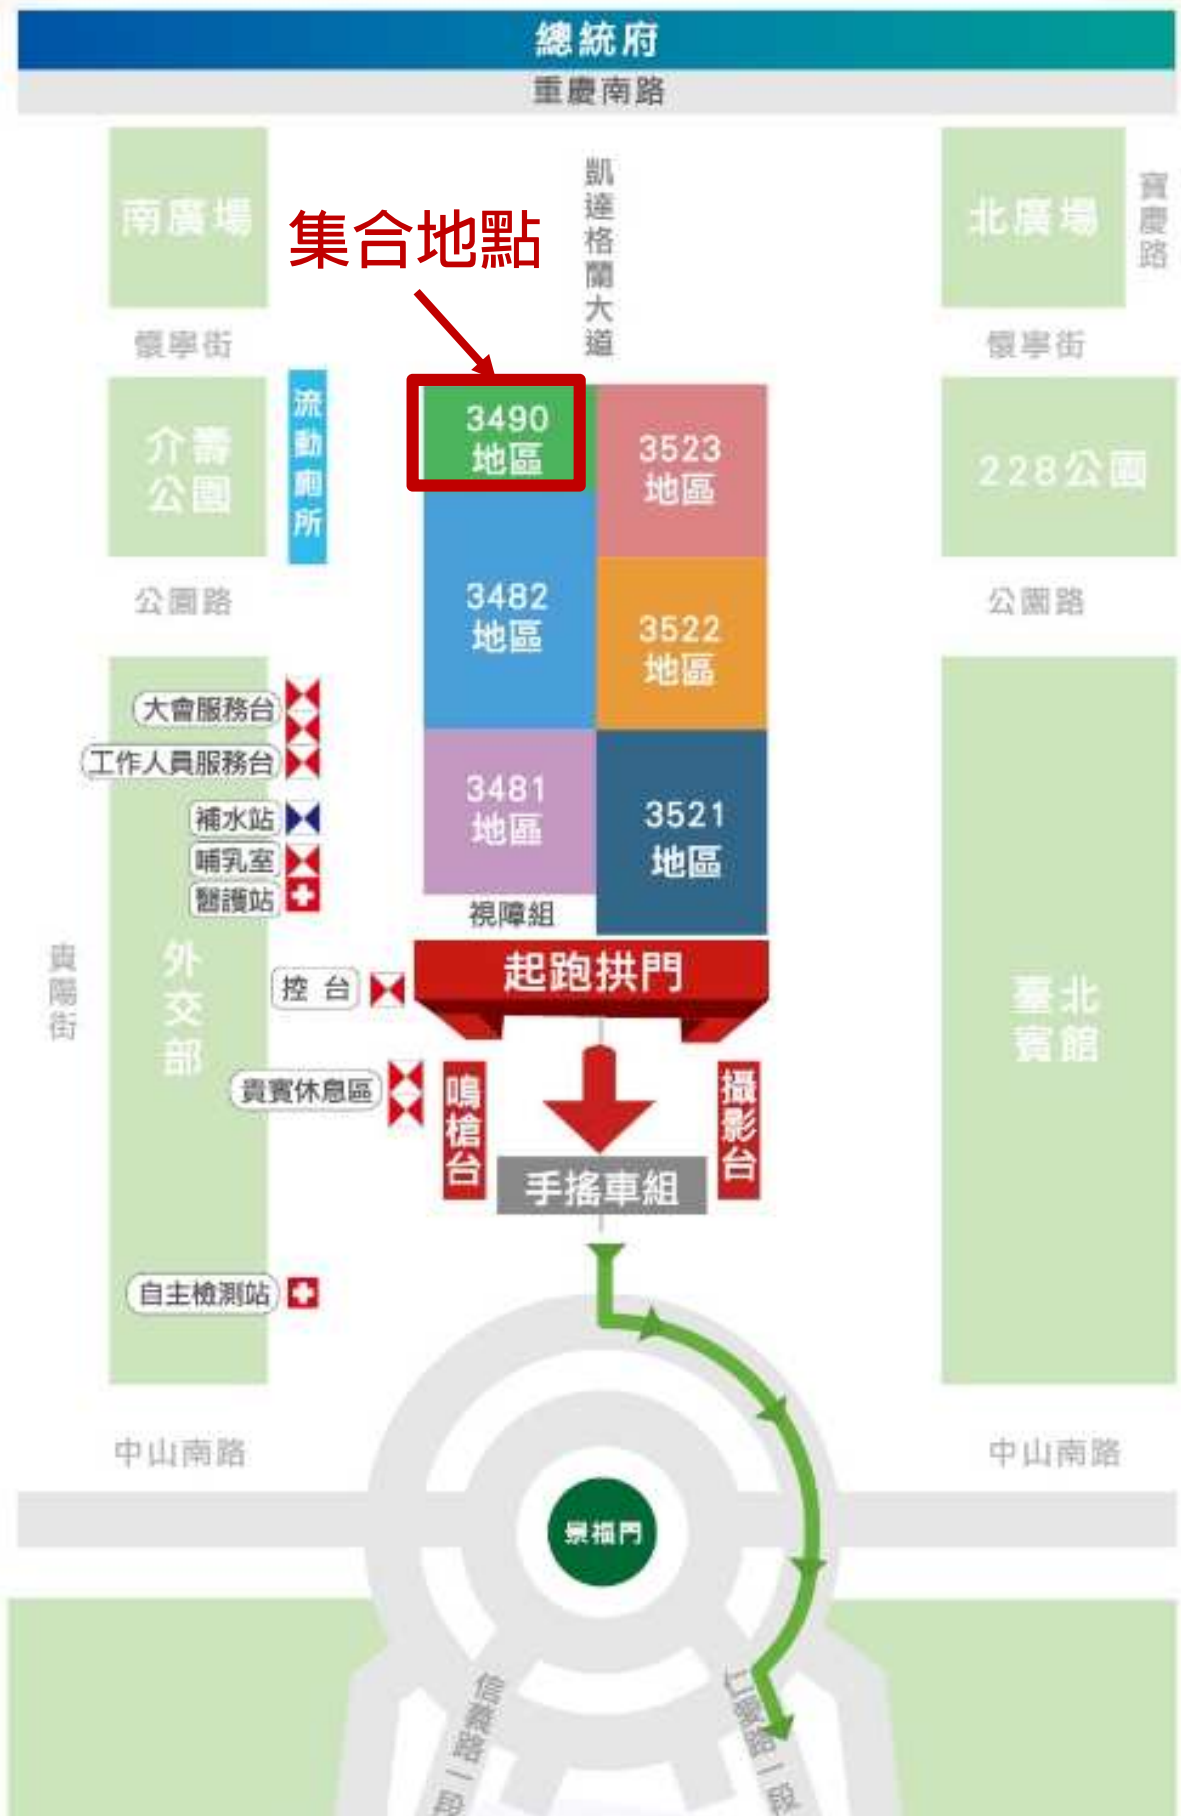 總統府
重慶南路
南廣場
集合地點
凱達格蘭大道
北廣場
寶慶路
懷寧街
懷寧街
介壽
公園
流動廁所
3490
地區
3523
地區
228公園
公園路
3482
地區
3522
地區
公園路
大會服務台
工作人員服務台
補水站
哺乳室
醫護站
3481
地區
3521
地區
視障組
貴陽街
外交部
控 台
起跑拱門
臺北
賓館
貴賓休息區
鳴槍台
攝影台
手搖車組
自主檢測站
中山南路
中山南路
景福門
信義路一段
仁愛路一段